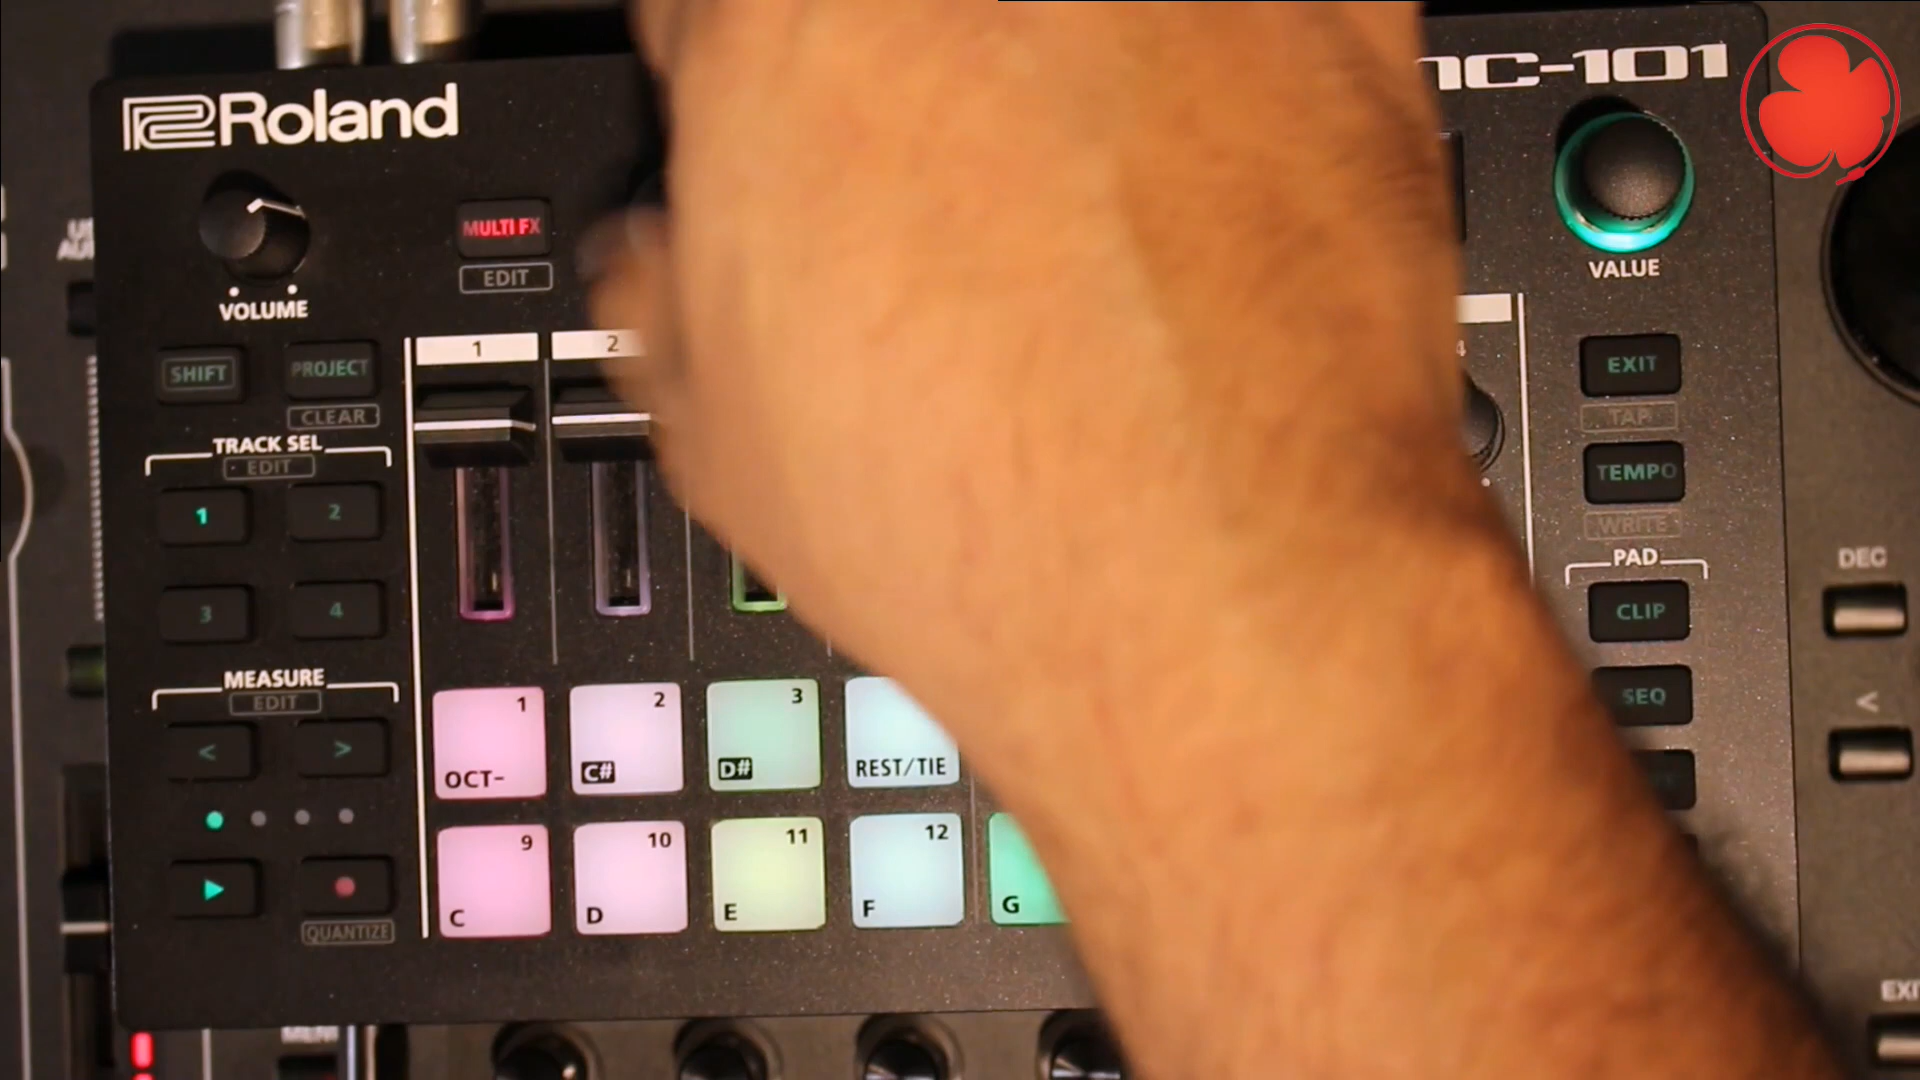 Roland
MC-101
MULTI FX
EDIT
VOLUME
VALUE
SHIFT
PROJECT
CLEAR
TRACK SEL
EDIT
1
2
3
4
MEASURE
EDIT
<
>
QUANTIZE
1
2
4
EXIT
TAP
TEMPO
WRITE
PAD
CLIP
SEQ
1
OCT-
2
C#
3
D#
REST/TIE
9
C
10
D
11
E
12
F
G
DEC
<